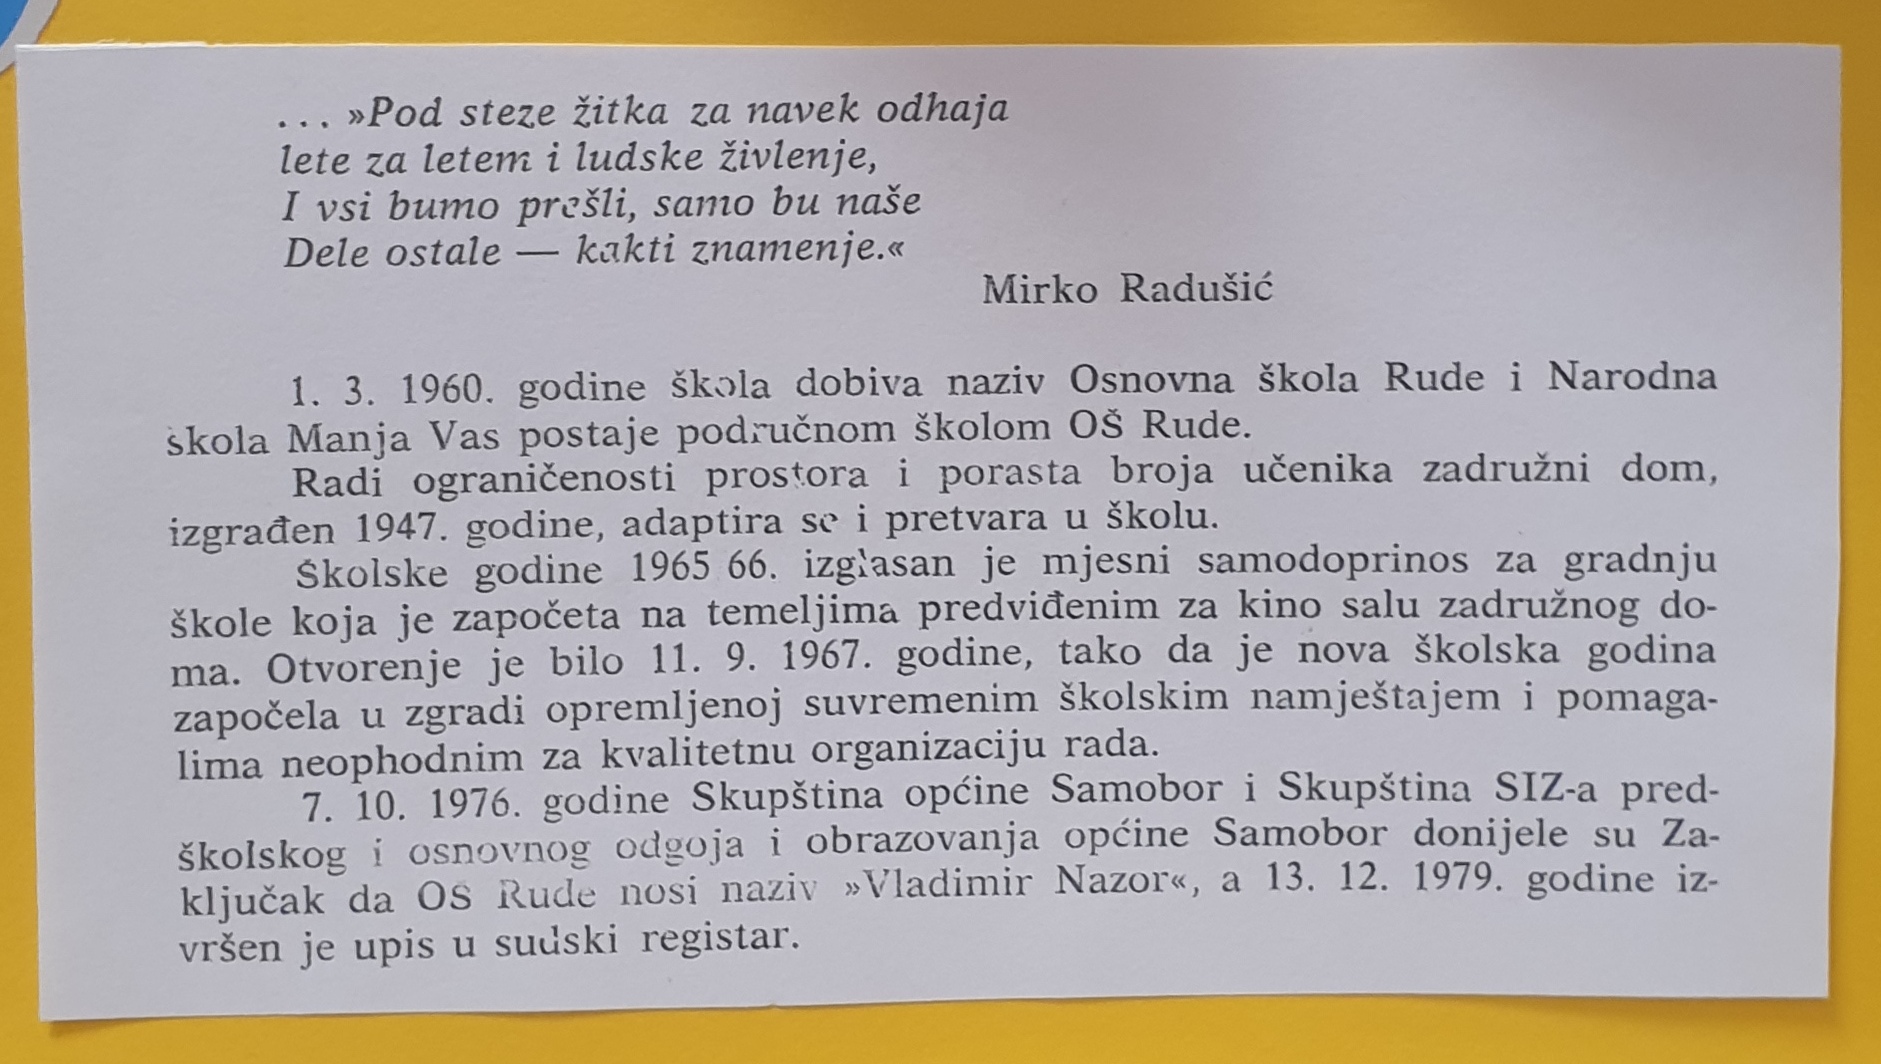 ... »Pod steze žitka za navek odhaja
lete za letem i ludske živlenje,
I vsi bumo prešli, samo bu naše
Dele ostale — kakti znamenje.«
Mirko Radušić
1. 3. 1960. godine škola dobiva naziv Osnovna škola Rude i Narodna
škola Manja Vas postaje područnom školom OŠ Rude.
Radi ograničenosti prostora i porasta broja učenika zadružni dom,
izgrađen 1947. godine, adaptira se i pretvara u školu.
Školske godine 1965 66. izglasan je mjesni samodoprinos za gradnju
škole koja je započeta na temeljima predviđenim za kino salu zadružnog do-
ma. Otvorenje je bilo 11. 9. 1967. godine, tako da je nova školska godina
započela u zgradi opremljenoj suvremenim školskim namještajem i pomaga-
lima neophodnim za kvalitetnu organizaciju rada.
7. 10. 1976. godine Skupština općine Samobor i Skupština SIZ-a pred-
školskog i osnovnog odgoja i obrazovanja općine Samobor donijele su Za-
ključak da OŠ Rude nosi naziv »Vladimir Nazor«, a 13. 12. 1979. godine iz-
vršen je upis u sudski registar.